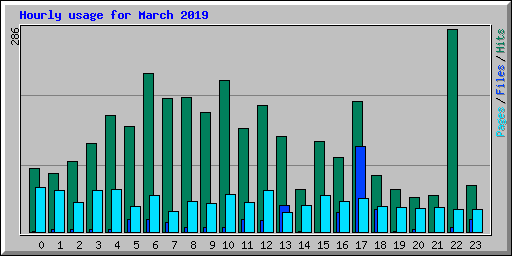 Hourly usage for March 2019
286
Pages/Files/Hits
0 1 2 3 4 5 6 7 8 9 10 11 12 13 14 15 16 17 18 19 20 21 22 23